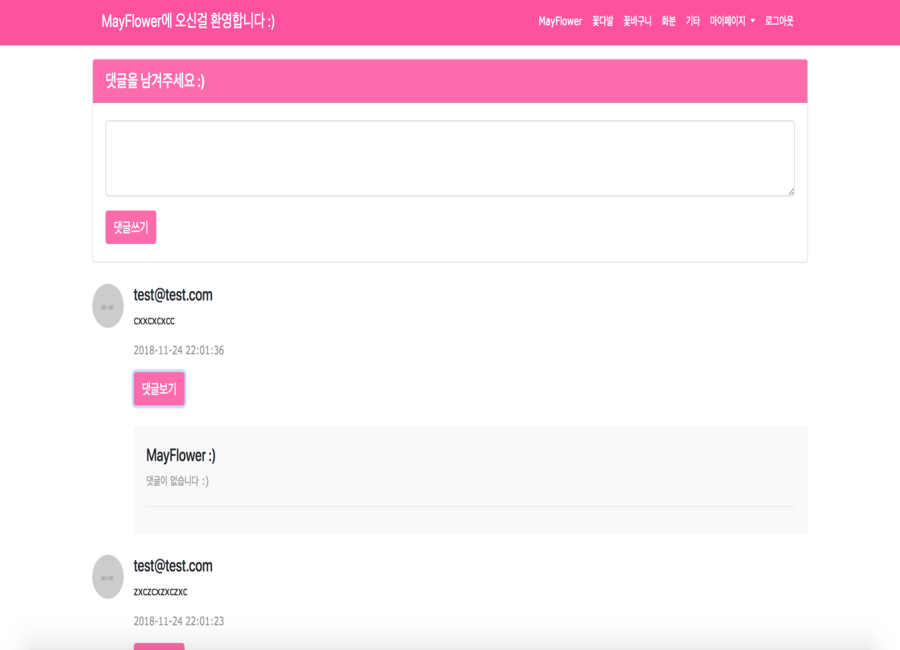 MayFlower에 오신걸 환영합니다 :)
MayFlower 꽃다발 꽃바구니 화분 기타 마이페이지 로그아웃
댓글을 남겨주세요 :)
댓글쓰기
test@test.com
cxxcxcxcc
2018-11-24 22:01:36
댓글보기
MayFlower :)
댓글이 없습니다 :)
test@test.com
zxczcxzxczxc
2018-11-24 22:01:23